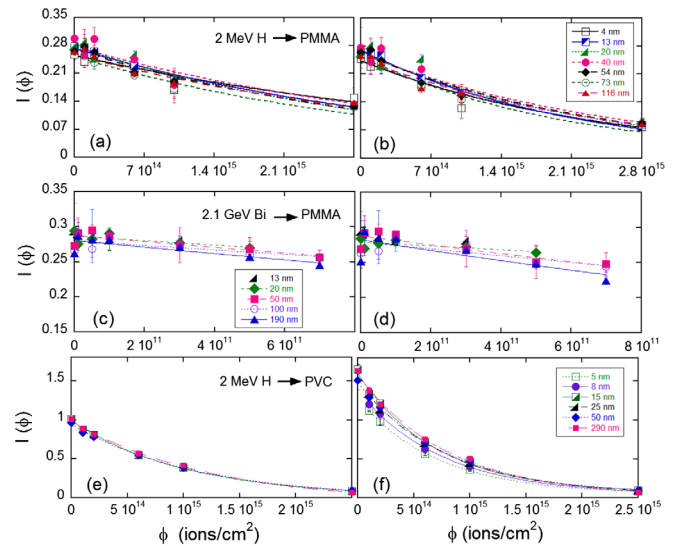 0.35
0.28
0.21
0.14
0.07
0
I (ϕ)
2 MeV H → PMMA
(a)
0
7 10¹⁴
1.4 10¹⁵
2.1 10¹⁵
4 nm
13 nm
20 nm
40 nm
54 nm
73 nm
116 nm
(b)
7 10¹⁴
1.4 10¹⁵
2.1 10¹⁵
2.8 10¹⁵
0.35
0.3
0.25
0.2
0.15
I (ϕ)
2.1 GeV Bi → PMMA
13 nm
20 nm
50 nm
100 nm
190 nm
(c)
0
2 10¹¹
4 10¹¹
6 10¹¹
(d)
0
2 10¹¹
4 10¹¹
6 10¹¹
8 10¹¹
1.5
1
0.5
0
I (ϕ)
2 MeV H → PVC
(e)
0
5 10¹⁴
1 10¹⁵
1.5 10¹⁵
2 10¹⁵
5 nm
8 nm
15 nm
25 nm
50 nm
290 nm
(f)
0
5 10¹⁴
1 10¹⁵
1.5 10¹⁵
2 10¹⁵
2.5 10¹⁵
ϕ (ions/cm²)
ϕ (ions/cm²)